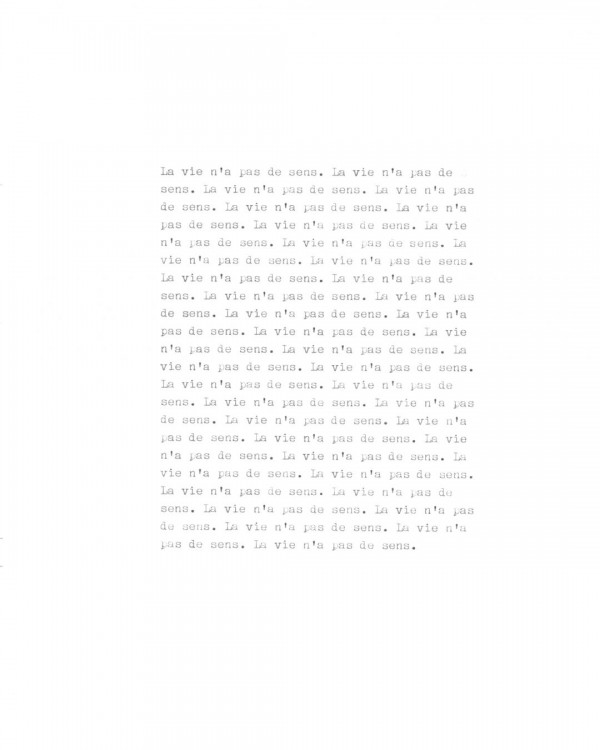 La vie n'a pas de sens. La vie n'a pas de
sens. La vie n'a pas de sens. La vie n'a pas
de sens. La vie n'a pas de sens. La vie n'a
pas de sens. La vie n'a pas de sens. La vie
n'a pas de sens. La vie n'a pas de sens. La
vie n'a pas de sens. La vie n'a pas de sens.
La vie n'a pas de sens. La vie n'a pas de
sens. La vie n'a pas de sens. La vie n'a pas
de sens. La vie n'a pas de sens. La vie n'a
pas de sens. La vie n'a pas de sens. La vie
n'a pas de sens. La vie n'a pas de sens. La
vie n'a pas de sens. La vie n'a pas de sens.
La vie n'a pas de sens. La vie n'a pas de
sens. La vie n'a pas de sens. La vie n'a pas
de sens. La vie n'a pas de sens. La vie n'a
pas de sens. La vie n'a pas de sens. La vie
n'a pas de sens. La vie n'a pas de sens. La
vie n'a pas de sens. La vie n'a pas de sens.
La vie n'a pas de sens. La vie n'a pas de
sens. La vie n'a pas de sens. La vie n'a pas
de sens. La vie n'a pas de sens. La vie n'a
pas de sens. La vie n'a pas de sens.